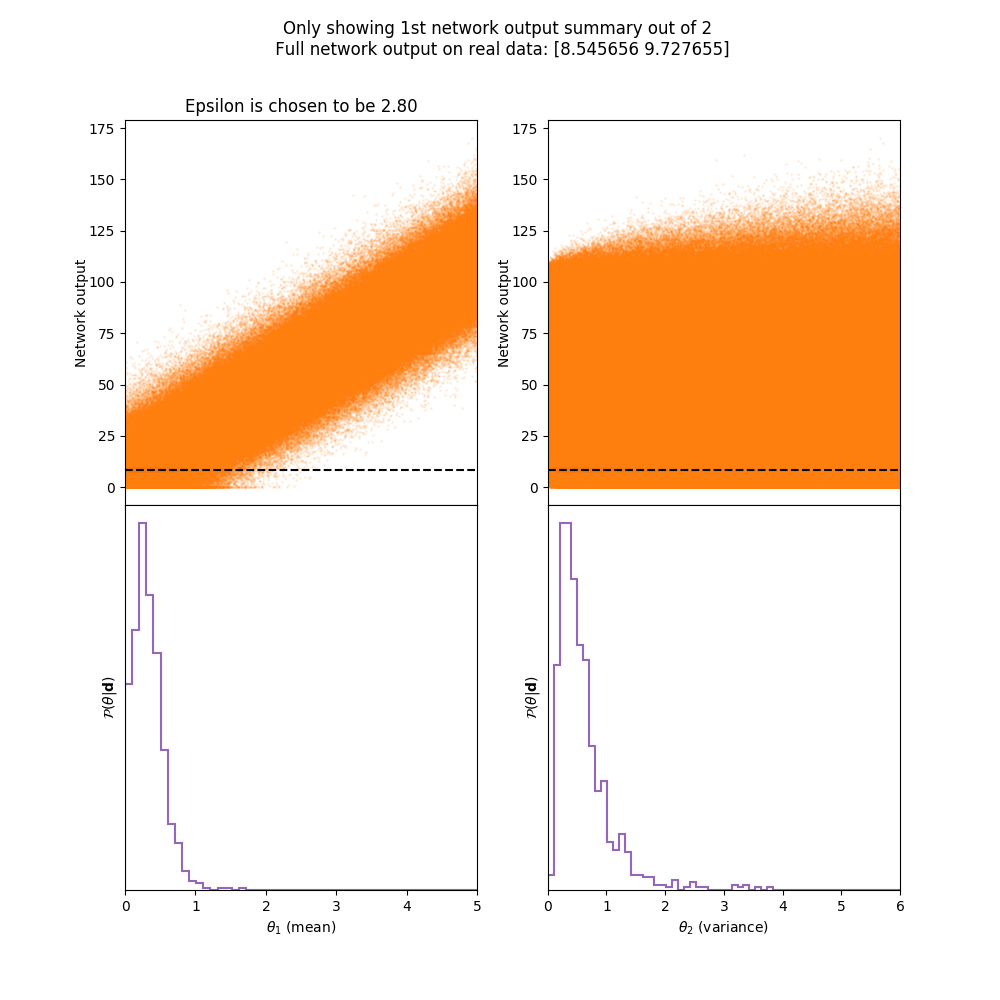 Only showing 1st network output summary out of 2
Full network output on real data: [8.545656 9.727655]
Epsilon is chosen to be 2.80
175
150
125
100
75
50
25
0
Network output
175
150
125
100
75
50
25
0
Network output
𝒫(θ|𝐝)
0 1 2 3 4 5
θ₁ (mean)
𝒫(θ|𝐝)
0 1 2 3 4 5 6
θ₂ (variance)